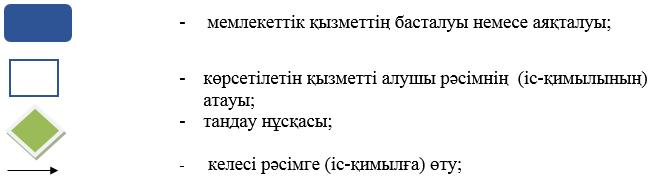 - мемлекеттік қызметтің басталуы немесе аяқталуы;
- көрсетілетін қызметті алушы рәсімнің (іс-қимылының)
атауы;
- таңдау нұсқасы;
- келесі рәсімге (іс-қимылға) өту;